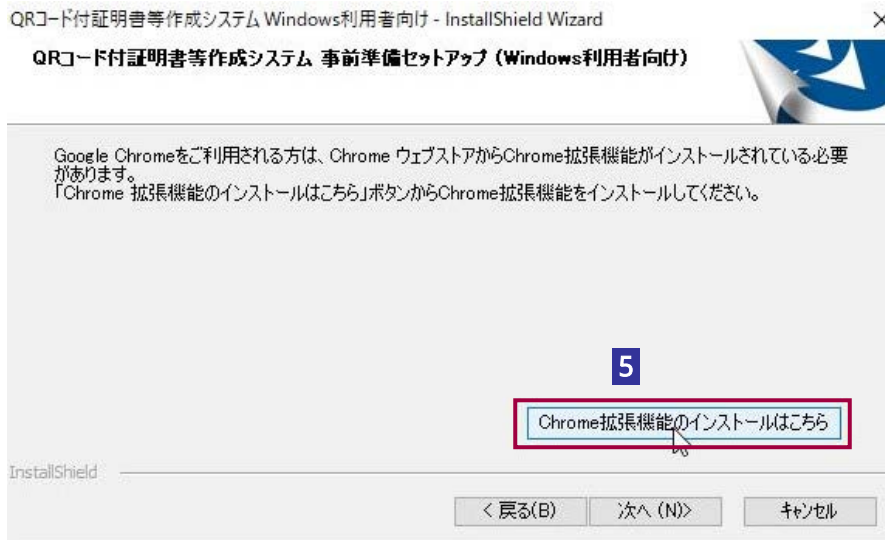 QRコード付証明書等作成システム Windows利用者向け - InstallShield Wizard
QRコード付証明書等作成システム 事前準備セットアップ (Windows利用者向け)
Google Chromeをご利用される方は、Chrome ウェブストアからChrome拡張機能がインストールされている必要
があります。
「Chrome 拡張機能のインストールはこちら」ボタンからChrome拡張機能をインストールしてください。
5
Chrome拡張機能のインストールはこちら
InstallShield
< 戻る(B)
次へ (N)>
キャンセル